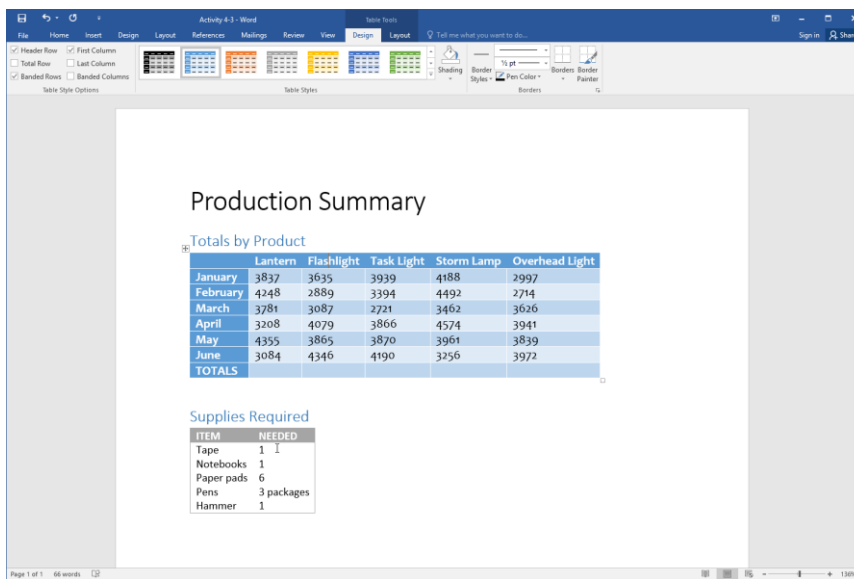 Activity 4-3 - Word
Table Tools
File Home Insert Design Layout References Mailings Review View Design Layout Tell me what you want to do... Sign in Share
Header Row First Column
Total Row Last Column
Banded Rows Banded Columns
Table Style Options
Table Styles
Shading
Border Styles
½ pt
Pen Color
Borders
Border Painter
Borders
Production Summary
Totals by Product
Lantern Flashlight Task Light Storm Lamp Overhead Light
January 3837 3635 3939 4188 2997
February 4248 2889 3394 4492 2714
March 3781 3087 2721 3462 3626
April 3208 4079 3866 4574 3941
May 4355 3865 3870 3961 3839
June 3084 4346 4190 3256 3972
TOTALS
Supplies Required
ITEM NEEDED
Tape 1
Notebooks 1
Paper pads 6
Pens 3 packages
Hammer 1
Page 1 of 1 66 words